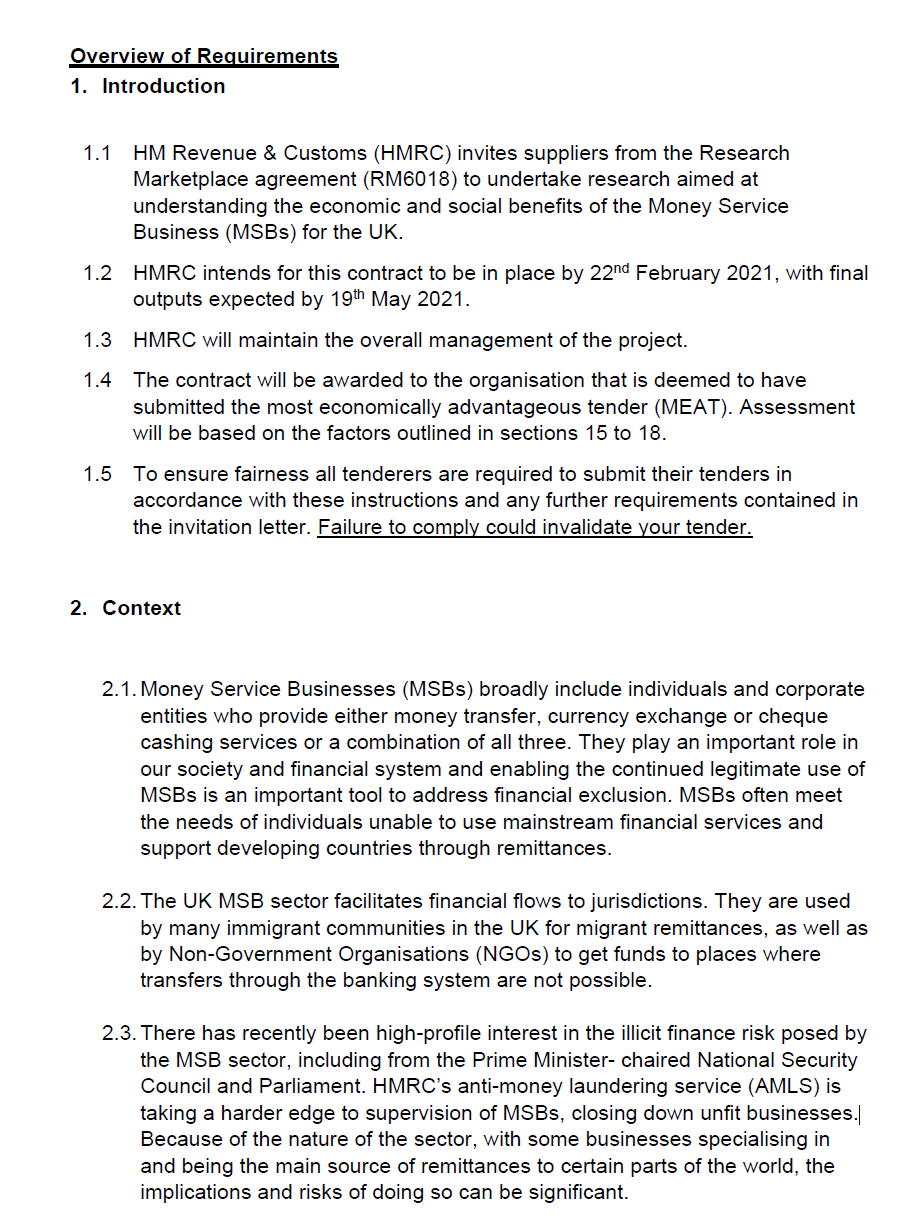 Overview of Requirements
1. Introduction
1.1 HM Revenue & Customs (HMRC) invites suppliers from the Research
Marketplace agreement (RM6018) to undertake research aimed at
understanding the economic and social benefits of the Money Service
Business (MSBs) for the UK.
1.2 HMRC intends for this contract to be in place by 22nd February 2021, with final
outputs expected by 19th May 2021.
1.3 HMRC will maintain the overall management of the project.
1.4 The contract will be awarded to the organisation that is deemed to have
submitted the most economically advantageous tender (MEAT). Assessment
will be based on the factors outlined in sections 15 to 18.
1.5 To ensure fairness all tenderers are required to submit their tenders in
accordance with these instructions and any further requirements contained in
the invitation letter. Failure to comply could invalidate your tender.
2. Context
2.1. Money Service Businesses (MSBs) broadly include individuals and corporate
entities who provide either money transfer, currency exchange or cheque
cashing services or a combination of all three. They play an important role in
our society and financial system and enabling the continued legitimate use of
MSBs is an important tool to address financial exclusion. MSBs often meet
the needs of individuals unable to use mainstream financial services and
support developing countries through remittances.
2.2. The UK MSB sector facilitates financial flows to jurisdictions. They are used
by many immigrant communities in the UK for migrant remittances, as well as
by Non-Government Organisations (NGOs) to get funds to places where
transfers through the banking system are not possible.
2.3. There has recently been high-profile interest in the illicit finance risk posed by
the MSB sector, including from the Prime Minister- chaired National Security
Council and Parliament. HMRC's anti-money laundering service (AMLS) is
taking a harder edge to supervision of MSBs, closing down unfit businesses.
Because of the nature of the sector, with some businesses specialising in
and being the main source of remittances to certain parts of the world, the
implications and risks of doing so can be significant.